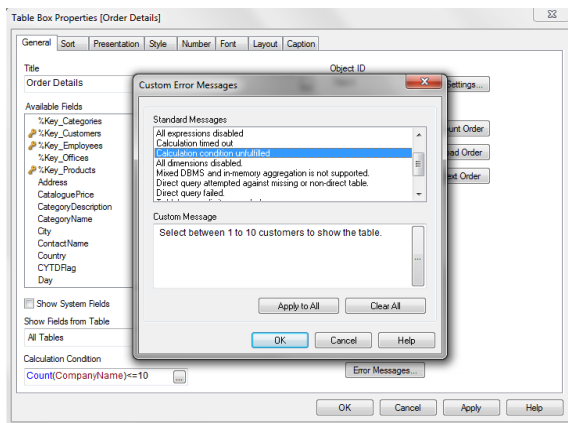 Table Box Properties [Order Details]
General Sort Presentation Style Number Font Layout Caption
Title
Object ID
Order Details
Settings...
Custom Error Messages
Available Fields
%Key_Categories
%Key_Customers
%Key_Employees
%Key_Offices
%Key_Products
Address
CataloguePrice
CategoryDescription
CategoryName
City
ContactName
Country
CYTDFlag
Day
Order
Order
Order
Standard Messages
All expressions disabled
Calculation timed out
Calculation condition unfulfilled
All dimensions disabled.
Mixed DBMS and in-memory aggregation is not supported.
Direct query attempted against missing or non-direct table.
Direct query failed.
Custom Message
Select between 1 to 10 customers to show the table.
...
Apply to All Clear All
OK Cancel Help
Show System Fields
Show Fields from Table
All Tables
Calculation Condition
Count(CompanyName)<=10 ...
Error Messages...
OK Cancel Apply Help